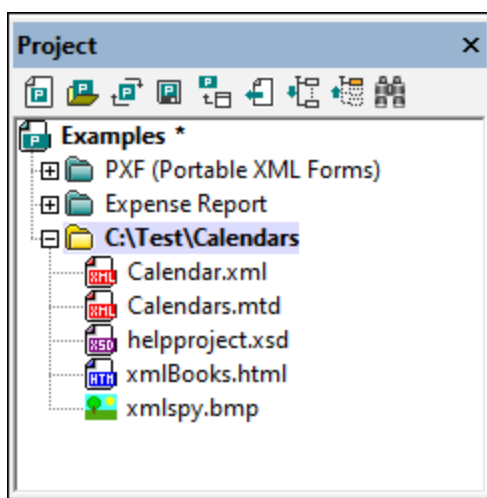 Project
Examples *
PXF (Portable XML Forms)
Expense Report
C:\Test\Calendars
Calendar.xml
Calendars.mtd
helpproject.xsd
xmlBooks.html
xmlspy.bmp